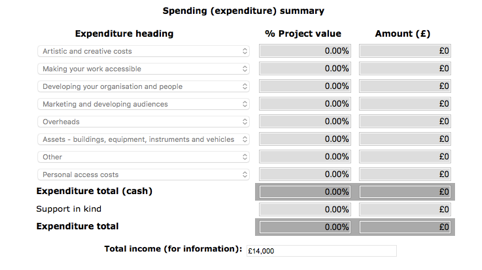 Spending (expenditure) summary
Expenditure heading % Project value Amount (£)
Artistic and creative costs 0.00% £0
Making your work accessible 0.00% £0
Developing your organisation and people 0.00% £0
Marketing and developing audiences 0.00% £0
Overheads 0.00% £0
Assets - buildings, equipment, instruments and vehicles 0.00% £0
Other 0.00% £0
Personal access costs 0.00% £0
Expenditure total (cash) 0.00% £0
Support in kind 0.00% £0
Expenditure total 0.00% £0
Total income (for information): £14,000